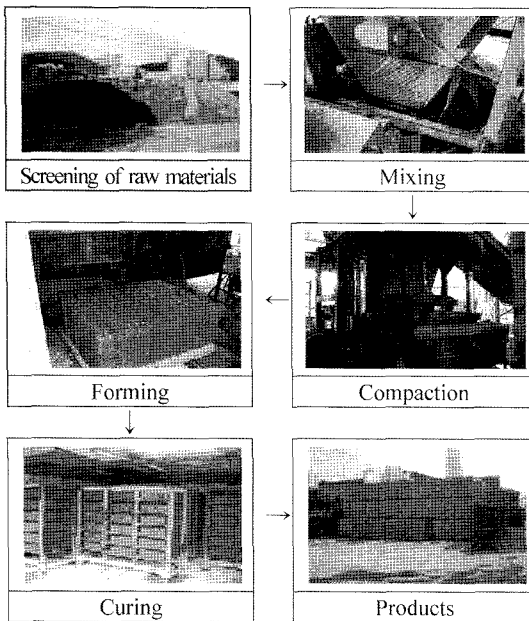 Screening of raw materials
Mixing
Forming
Compaction
Curing
Products